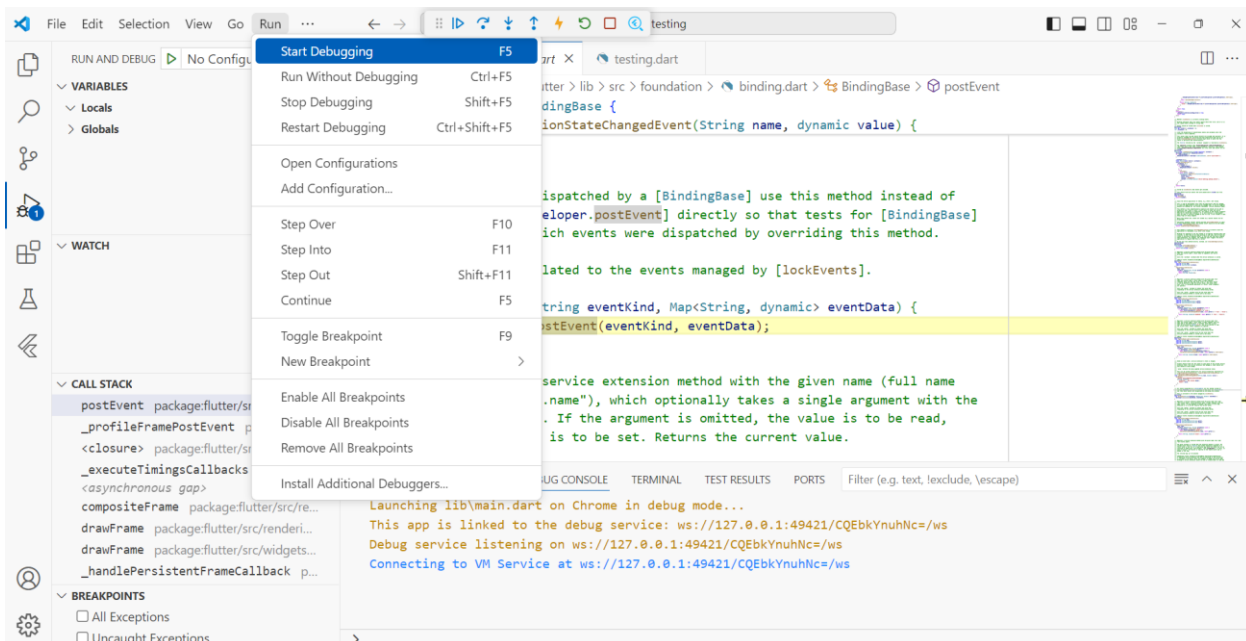 File Edit Selection View Go Run ··· testing
RUN AND DEBUG No Configu
VARIABLES
Locals
Globals
WATCH
CALL STACK
postEvent package:flutter/sr
_profileFramePostEvent p
<closure> package:flutter/sr
_executeTimingsCallbacks
<asynchronous gap>
compositeFrame package:flutter/src/re...
drawFrame package:flutter/src/renderi...
drawFrame package:flutter/src/widgets...
_handlePersistentFrameCallback p...
BREAKPOINTS
All Exceptions
Uncaught Exceptions
1
Start Debugging F5
Run Without Debugging Ctrl+F5
Stop Debugging Shift+F5
Restart Debugging Ctrl+Shift+F5
Open Configurations
Add Configuration...
Step Over F10
Step Into F11
Step Out Shift+F11
Continue F5
Toggle Breakpoint F9
New Breakpoint
Enable All Breakpoints
Disable All Breakpoints
Remove All Breakpoints
Install Additional Debuggers...
art testing.dart
utter > lib > src > foundation > binding.dart > BindingBase > postEvent
dingBase {
ionStateChangedEvent(String name, dynamic value) {
ispatched by a [BindingBase] use this method instead of
eloper.postEvent] directly so that tests for [BindingBase]
ich events were dispatched by overriding this method.
lated to the events managed by [lockEvents].
tring eventKind, Map<String, dynamic> eventData) {
ostEvent(eventKind, eventData);
service extension method with the given name (full name
.name"), which optionally takes a single argument with the
. If the argument is omitted, the value is to be read,
is to be set. Returns the current value.
UG CONSOLE TERMINAL TEST RESULTS PORTS Filter (e.g. text, !exclude, \escape)
Launching lib\main.dart on Chrome in debug mode...
This app is linked to the debug service: ws://127.0.0.1:49421/CQEbkYnuhNc=/ws
Debug service listening on ws://127.0.0.1:49421/CQEbkYnuhNc=/ws
Connecting to VM Service at ws://127.0.0.1:49421/CQEbkYnuhNc=/ws
>